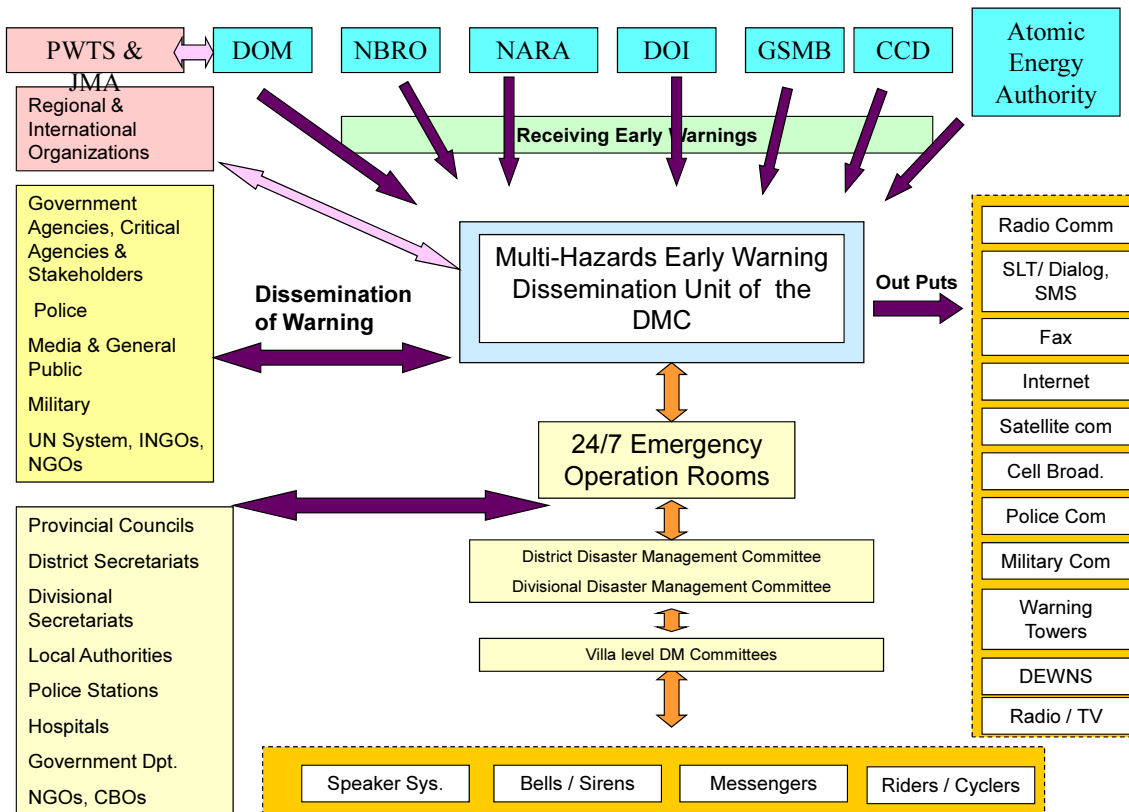 PWTS &
JMA
DOM
NBRO
NARA
DOI
GSMB
CCD
Atomic
Energy
Authority
Regional &
International
Organizations
Receiving Early Warnings
Government
Agencies, Critical
Agencies &
Stakeholders
Police
Media & General
Public
Military
UN System, INGOs,
NGOs
Dissemination
of Warning
Multi-Hazards Early Warning
Dissemination Unit of the
DMC
Out Puts
Radio Comm
SLT/ Dialog,
SMS
Fax
Internet
Satellite com
Cell Broad.
Police Com
Military Com
Warning
Towers
DEWNS
Radio / TV
24/7 Emergency
Operation Rooms
Provincial Councils
District Secretariats
Divisional
Secretariats
Local Authorities
Police Stations
Hospitals
Government Dpt.
NGOs, CBOs
District Disaster Management Committee
Divisional Disaster Management Committee
Villa level DM Committees
Speaker Sys.
Bells / Sirens
Messengers
Riders / Cyclers